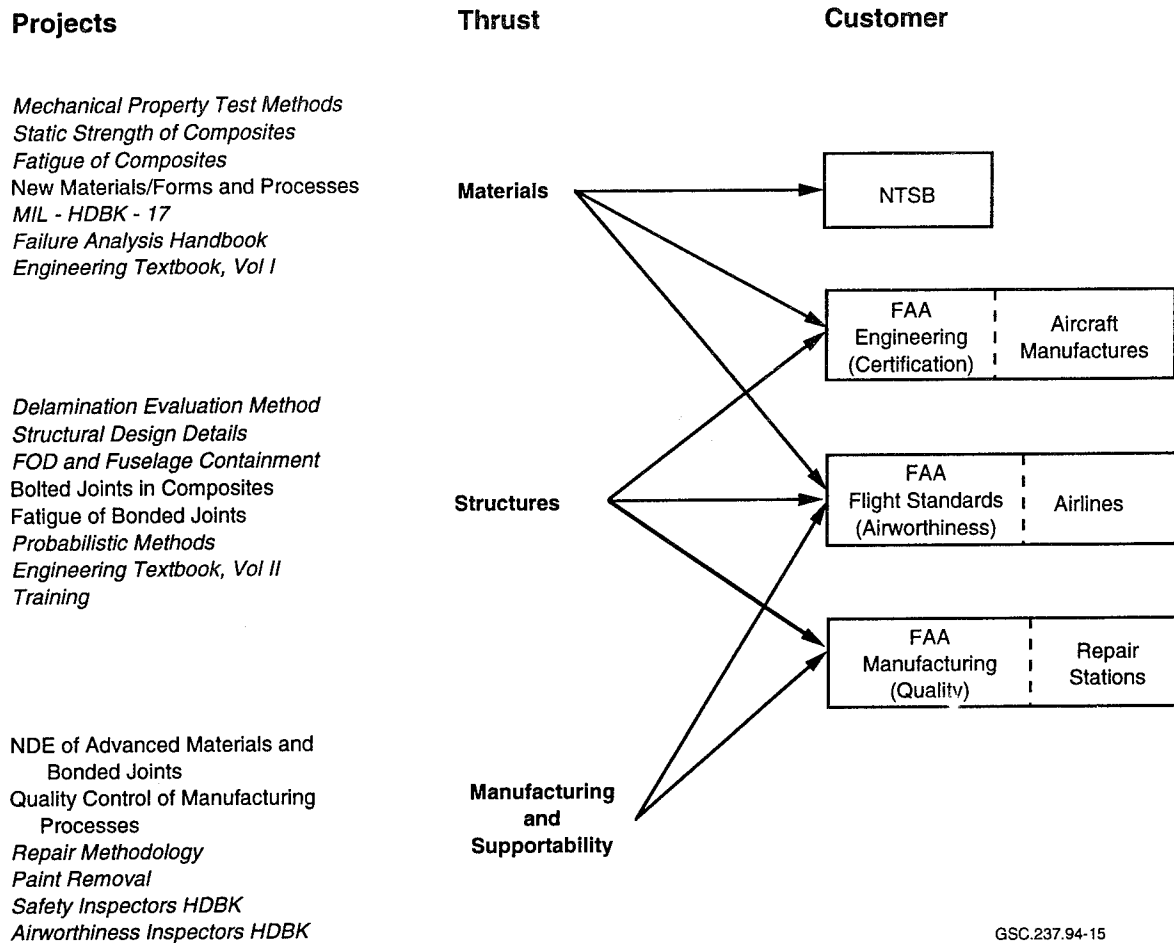 Projects
Thrust
Customer
Mechanical Property Test Methods
Static Strength of Composites
Fatigue of Composites
New Materials/Forms and Processes
MIL - HDBK - 17
Failure Analysis Handbook
Engineering Textbook, Vol I
Materials
NTSB
FAA
Engineering
(Certification)
Aircraft
Manufactures
Delamination Evaluation Method
Structural Design Details
FOD and Fuselage Containment
Bolted Joints in Composites
Fatigue of Bonded Joints
Probabilistic Methods
Engineering Textbook, Vol II
Training
Structures
FAA
Flight Standards
(Airworthiness)
Airlines
FAA
Manufacturing
(Quality)
Repair
Stations
NDE of Advanced Materials and
Bonded Joints
Quality Control of Manufacturing
Processes
Repair Methodology
Paint Removal
Safety Inspectors HDBK
Airworthiness Inspectors HDBK
Manufacturing
and
Supportability
GSC.237.94-15